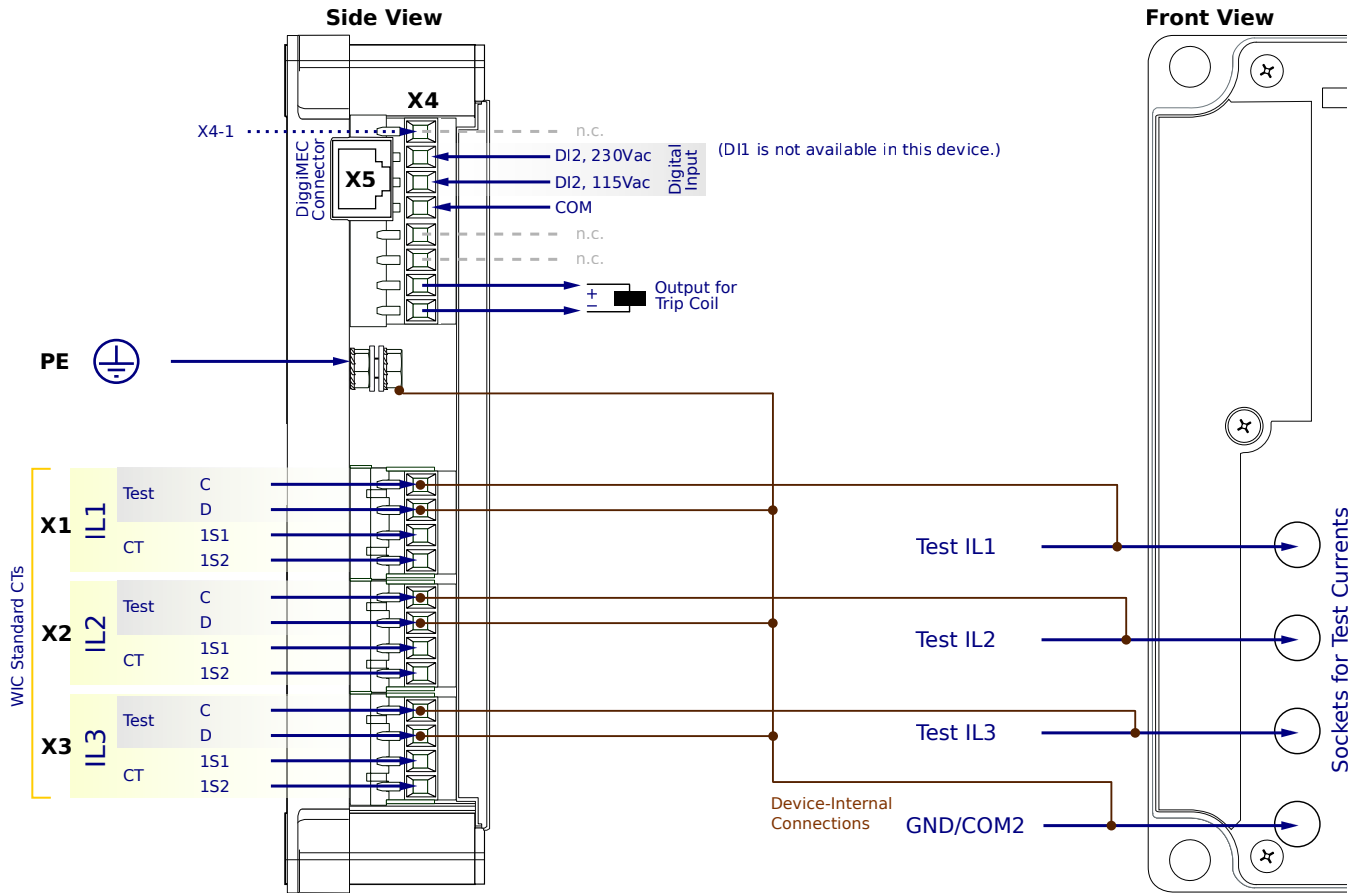 Side View
Front View
X4
X4-1
n.c.
DI2, 230Vac
(DI1 is not available in this device.)
DI2, 115Vac
Digital
Input
COM
DiggiMEC
Connector
X5
n.c.
n.c.
+
−
Output for
Trip Coil
PE
WIC Standard CTs
X1
IL1
Test
C
D
CT
1S1
1S2
Test IL1
X2
IL2
Test
C
D
CT
1S1
1S2
Test IL2
X3
IL3
Test
C
D
CT
1S1
1S2
Test IL3
Sockets for Test Currents
Device-Internal
Connections
GND/COM2